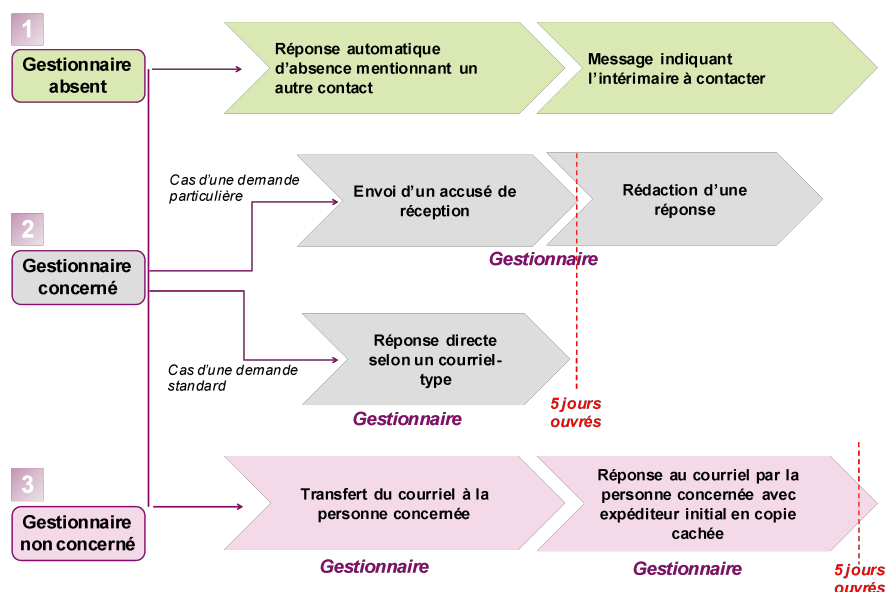 1
Gestionnaire
absent
Réponse automatique
d’absence mentionnant un
autre contact
Message indiquant
l’intérimaire à contacter
2
Gestionnaire
concerné
Cas d’une demande
particulière
Envoi d’un accusé de
réception
Rédaction d’une
réponse
Gestionnaire
Cas d’une demande
standard
Réponse directe
selon un courriel-
type
Gestionnaire
5 jours
ouvrés
3
Gestionnaire
non concerné
Transfert du courriel à la
personne concernée
Gestionnaire
Réponse au courriel par la
personne concernée avec
expéditeur initial en copie
cachée
Gestionnaire
5 jours
ouvrés